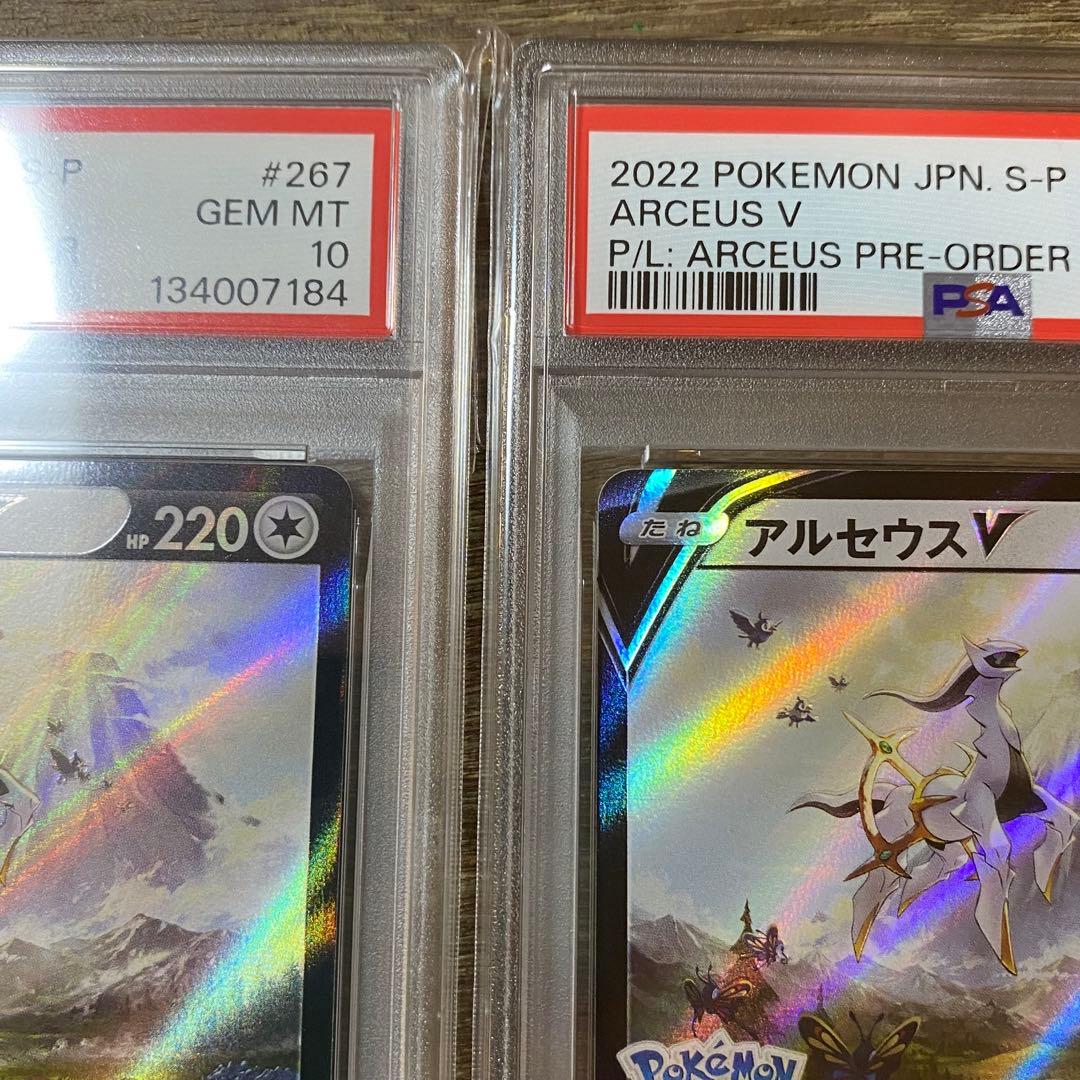 S-P #267
GEM MT
10
134007184
2022 POKEMON JPN. S-P
ARCEUS V
P/L: ARCEUS PRE-ORDER
PSA
HP 220
たね アルセウスV
POKéMON